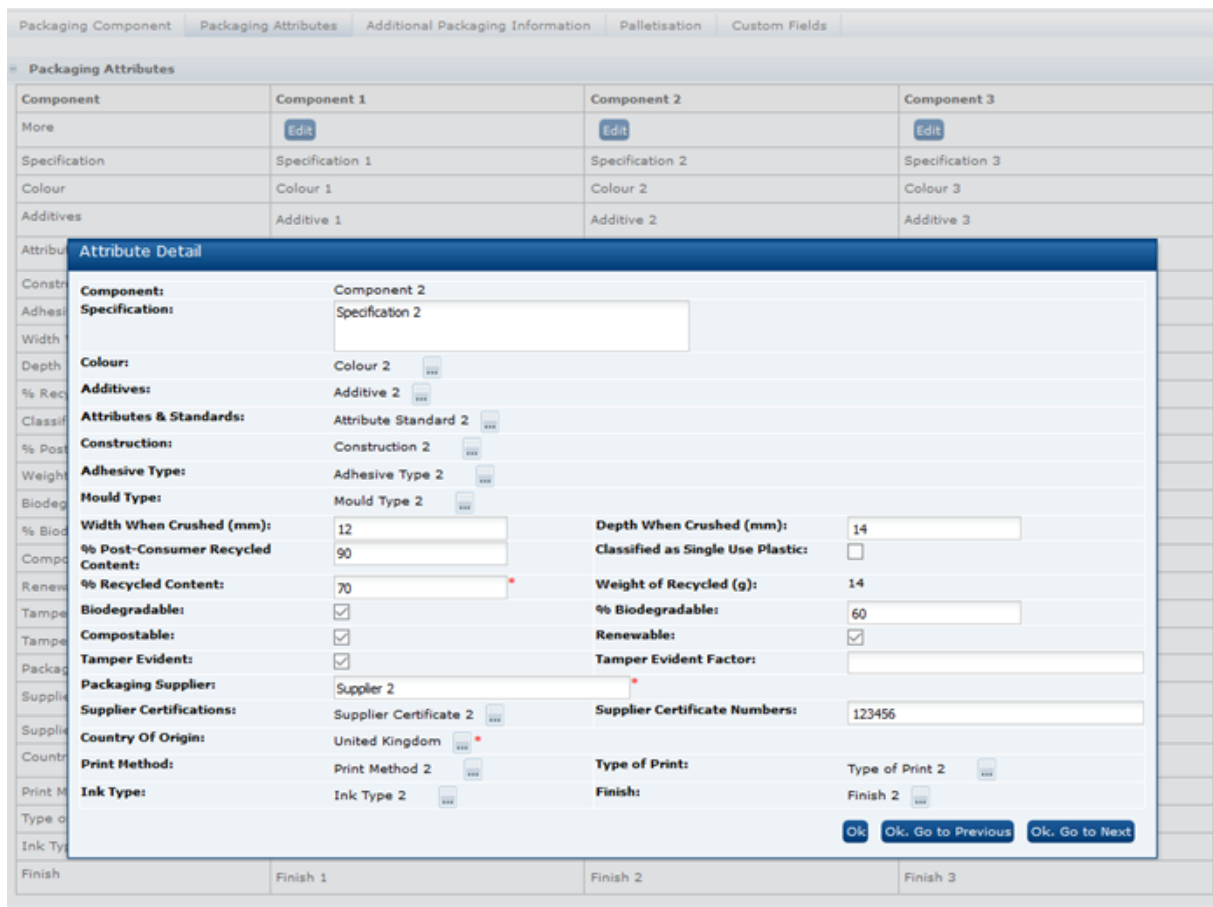 Packaging Component Packaging Attributes Additional Packaging Information Palletisation Custom Fields
Packaging Attributes
Component Component 1 Component 2 Component 3
More Edit Edit Edit
Specification Specification 1 Specification 2 Specification 3
Colour Colour 1 Colour 2 Colour 3
Additives Additive 1 Additive 2 Additive 3
Attribute Detail
Component: Component 2
Specification: Specification 2
Colour: Colour 2 ...
Additives: Additive 2 ...
Attributes & Standards: Attribute Standard 2 ...
Construction: Construction 2 ...
Adhesive Type: Adhesive Type 2 ...
Mould Type: Mould Type 2 ...
Width When Crushed (mm): 12 Depth When Crushed (mm): 14
% Post-Consumer Recycled
Content: 90 Classified as Single Use Plastic:
% Recycled Content: 70 * Weight of Recycled (g): 14
Biodegradable: % Biodegradable: 60
Compostable: Renewable:
Tamper Evident: Tamper Evident Factor:
Packaging Supplier: Supplier 2 *
Supplier Certifications: Supplier Certificate 2 ... Supplier Certificate Numbers: 123456
Country Of Origin: United Kingdom ... *
Print Method: Print Method 2 ... Type of Print: Type of Print 2 ...
Ink Type: Ink Type 2 ... Finish: Finish 2 ...
Ok Ok. Go to Previous Ok. Go to Next
Finish Finish 1 Finish 2 Finish 3